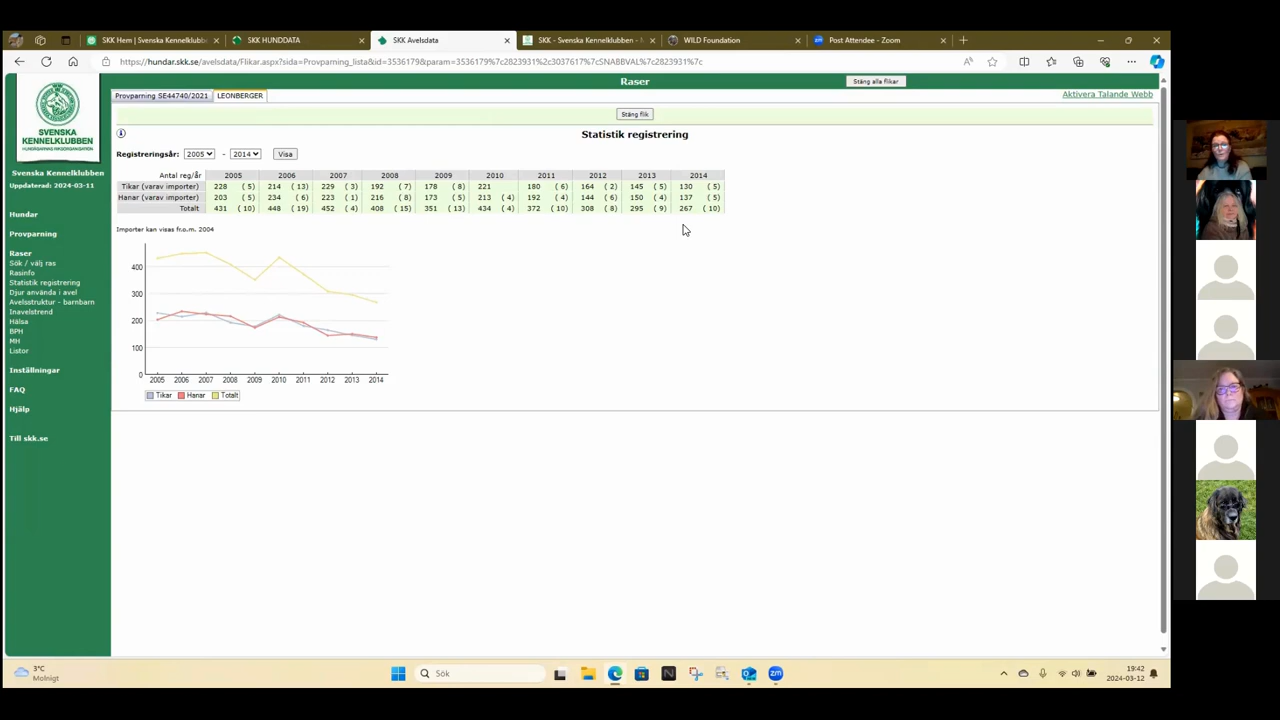 SKK Hem | Svenska Kennelklubb
SKK HUNDDATA
SKK Avelsdata
SKK - Svenska Kennelklubben - M
WILD Foundation
Post Attendee - Zoom
https://hundar.skk.se/avelsdata/Flikar.aspx?sida=Provparning_lista&id=3536179&param=3536179%7c2823931%2c3037617%7cSNABBVAL%7c2823931%7c
SVENSKA
KENNELKLUBBEN
HUNDÄGARNAS RIKSORGANISATION
Svenska Kennelklubben
Uppdaterad: 2024-03-11
Hundar
Provparning
Raser
Sök / välj ras
Rasinfo
Statistik registrering
Djur använda i avel
Avelsstruktur - barnbarn
Inavelstrend
Hälsa
BPH
MH
Listor
Inställningar
FAQ
Hjälp
Till skk.se
Raser
Stäng alla flikar
Provparning SE44740/2021
LEONBERGER
Aktivera Talande Webb
Stäng flik
Statistik registrering
Registreringsår: 2005 - 2014 Visa
Antal reg/år 2005 2006 2007 2008 2009 2010 2011 2012 2013 2014
Tikar (varav importer) 228 ( 5) 214 ( 13) 229 ( 3) 192 ( 7) 178 ( 8) 221 180 ( 6) 164 ( 2) 145 ( 5) 130 ( 5)
Hanar (varav importer) 203 ( 5) 234 ( 6) 223 ( 1) 216 ( 8) 173 ( 5) 213 ( 4) 192 ( 4) 144 ( 6) 150 ( 4) 137 ( 5)
Totalt 431 ( 10) 448 ( 19) 452 ( 4) 408 ( 15) 351 ( 13) 434 ( 4) 372 ( 10) 308 ( 8) 295 ( 9) 267 ( 10)
Importer kan visas fr.o.m. 2004
400
300
200
100
0
2005 2006 2007 2008 2009 2010 2011 2012 2013 2014
Tikar Hanar Totalt
3°C
Molnigt
Sök
zm
19:42
2024-03-12